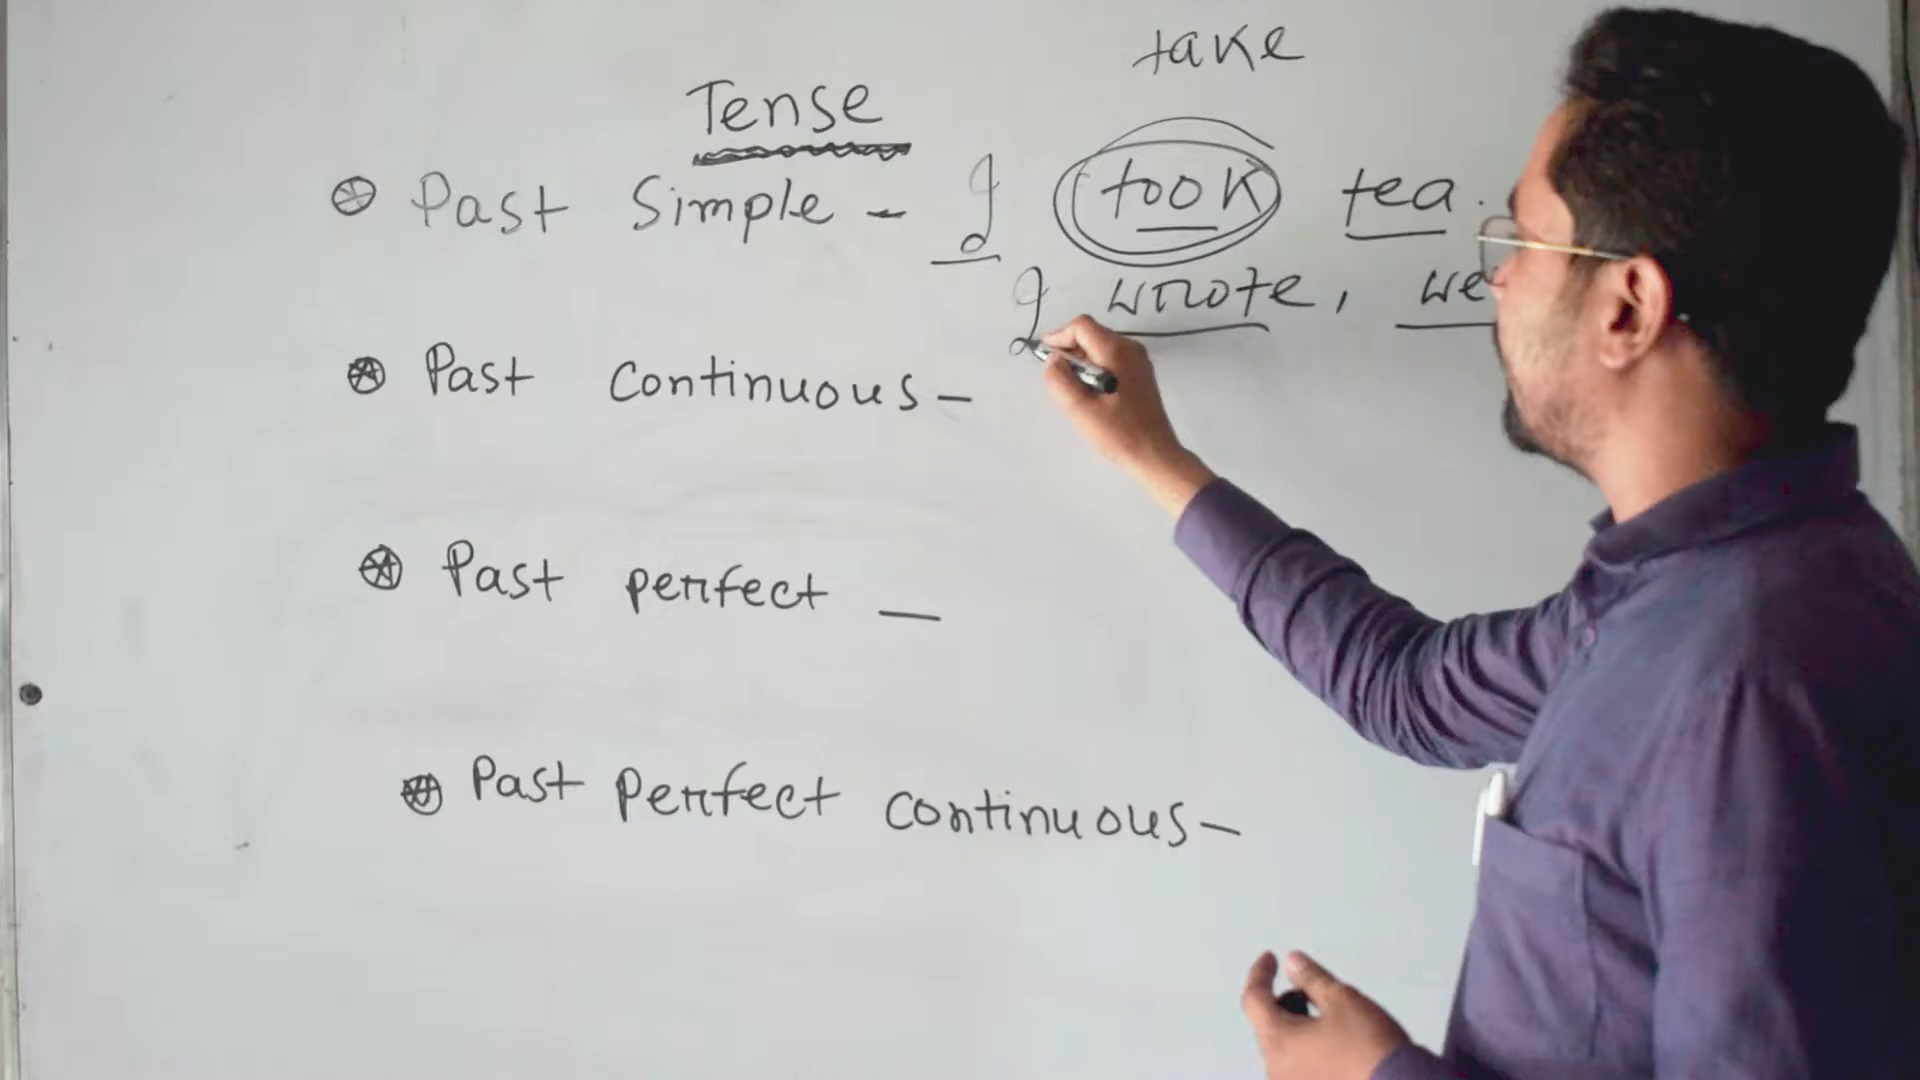 take
Tense
Past Simple - I took tea.
I wrote,
Past continuous -
Past perfect -
Past perfect continuous -